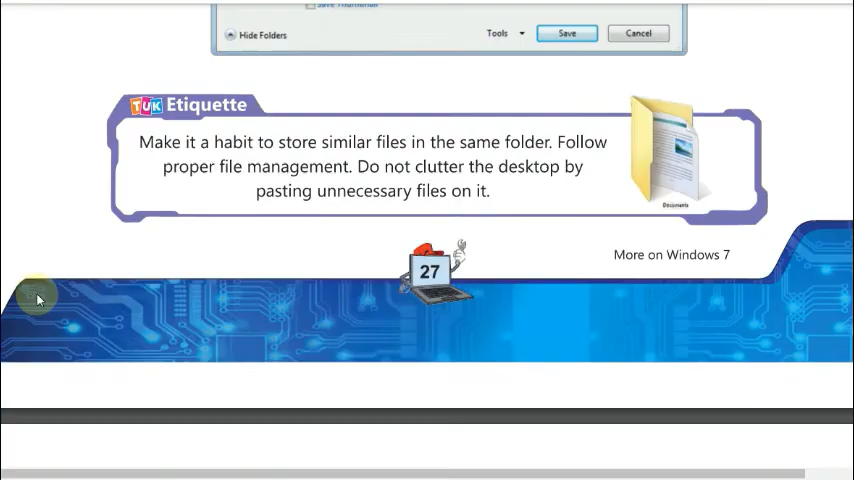 Save Thumbnail
Hide Folders
Tools
Save
Cancel
TUK Etiquette
Make it a habit to store similar files in the same folder. Follow
proper file management. Do not clutter the desktop by
pasting unnecessary files on it.
Documents
More on Windows 7
27